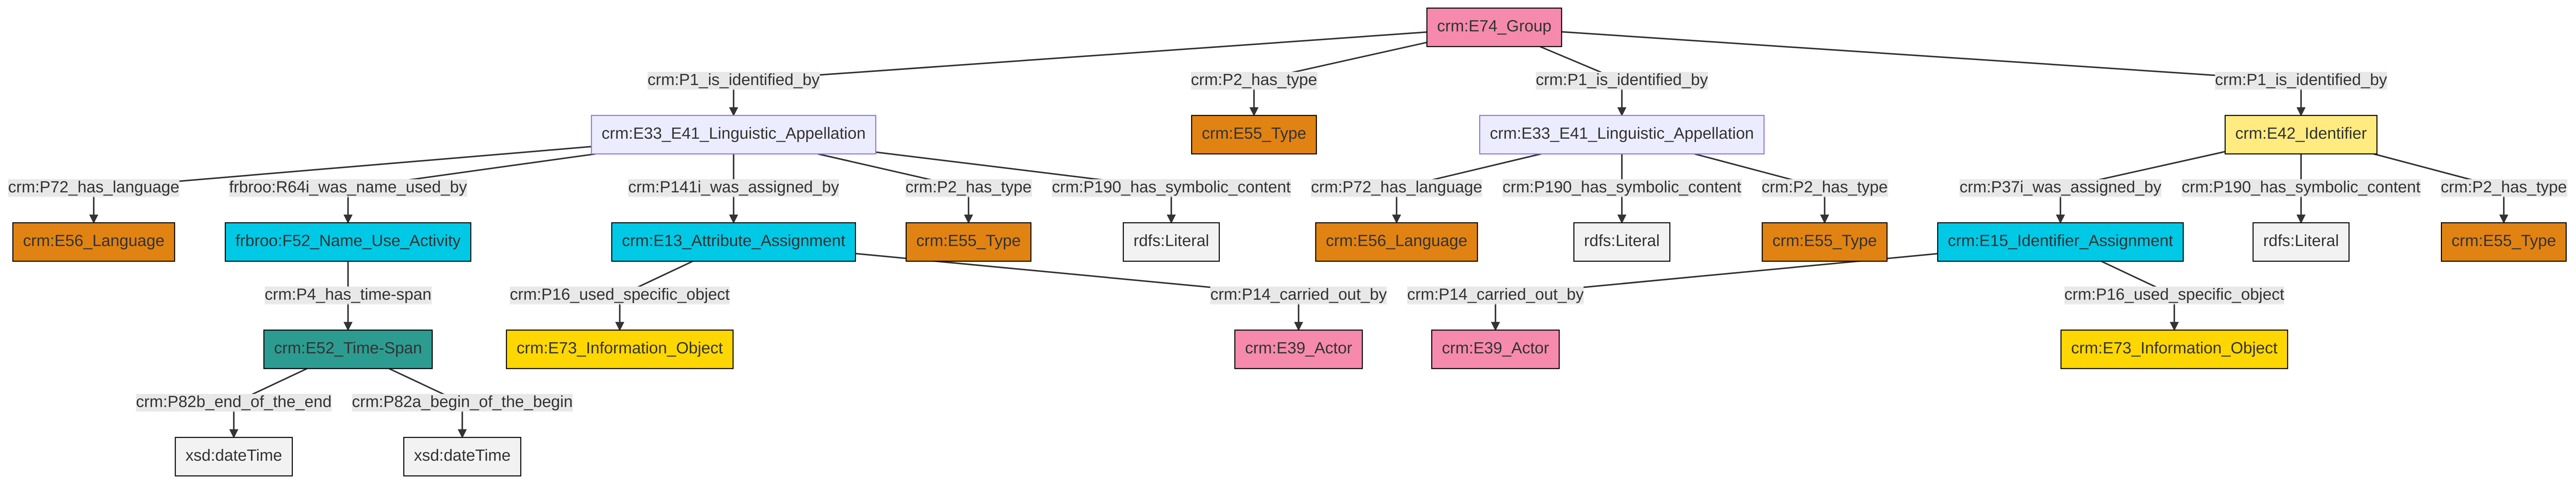 crm:E74_Group
crm:P1_is_identified_by
crm:P2_has_type
crm:P1_is_identified_by
crm:P1_is_identified_by
crm:E33_E41_Linguistic_Appellation
crm:E55_Type
crm:E33_E41_Linguistic_Appellation
crm:E42_Identifier
crm:P72_has_language
frbroo:R64i_was_name_used_by
crm:P141i_was_assigned_by
crm:P2_has_type
crm:P190_has_symbolic_content
crm:P72_has_language
crm:P190_has_symbolic_content
crm:P2_has_type
crm:P37i_was_assigned_by
crm:P190_has_symbolic_content
crm:P2_has_type
crm:E56_Language
frbroo:F52_Name_Use_Activity
crm:E13_Attribute_Assignment
crm:E55_Type
rdfs:Literal
crm:E56_Language
rdfs:Literal
crm:E55_Type
crm:E15_Identifier_Assignment
rdfs:Literal
crm:E55_Type
crm:P4_has_time-span
crm:P16_used_specific_object
crm:P14_carried_out_by
crm:P14_carried_out_by
crm:P16_used_specific_object
crm:E52_Time-Span
crm:E73_Information_Object
crm:E39_Actor
crm:E39_Actor
crm:E73_Information_Object
crm:P82b_end_of_the_end
crm:P82a_begin_of_the_begin
xsd:dateTime
xsd:dateTime